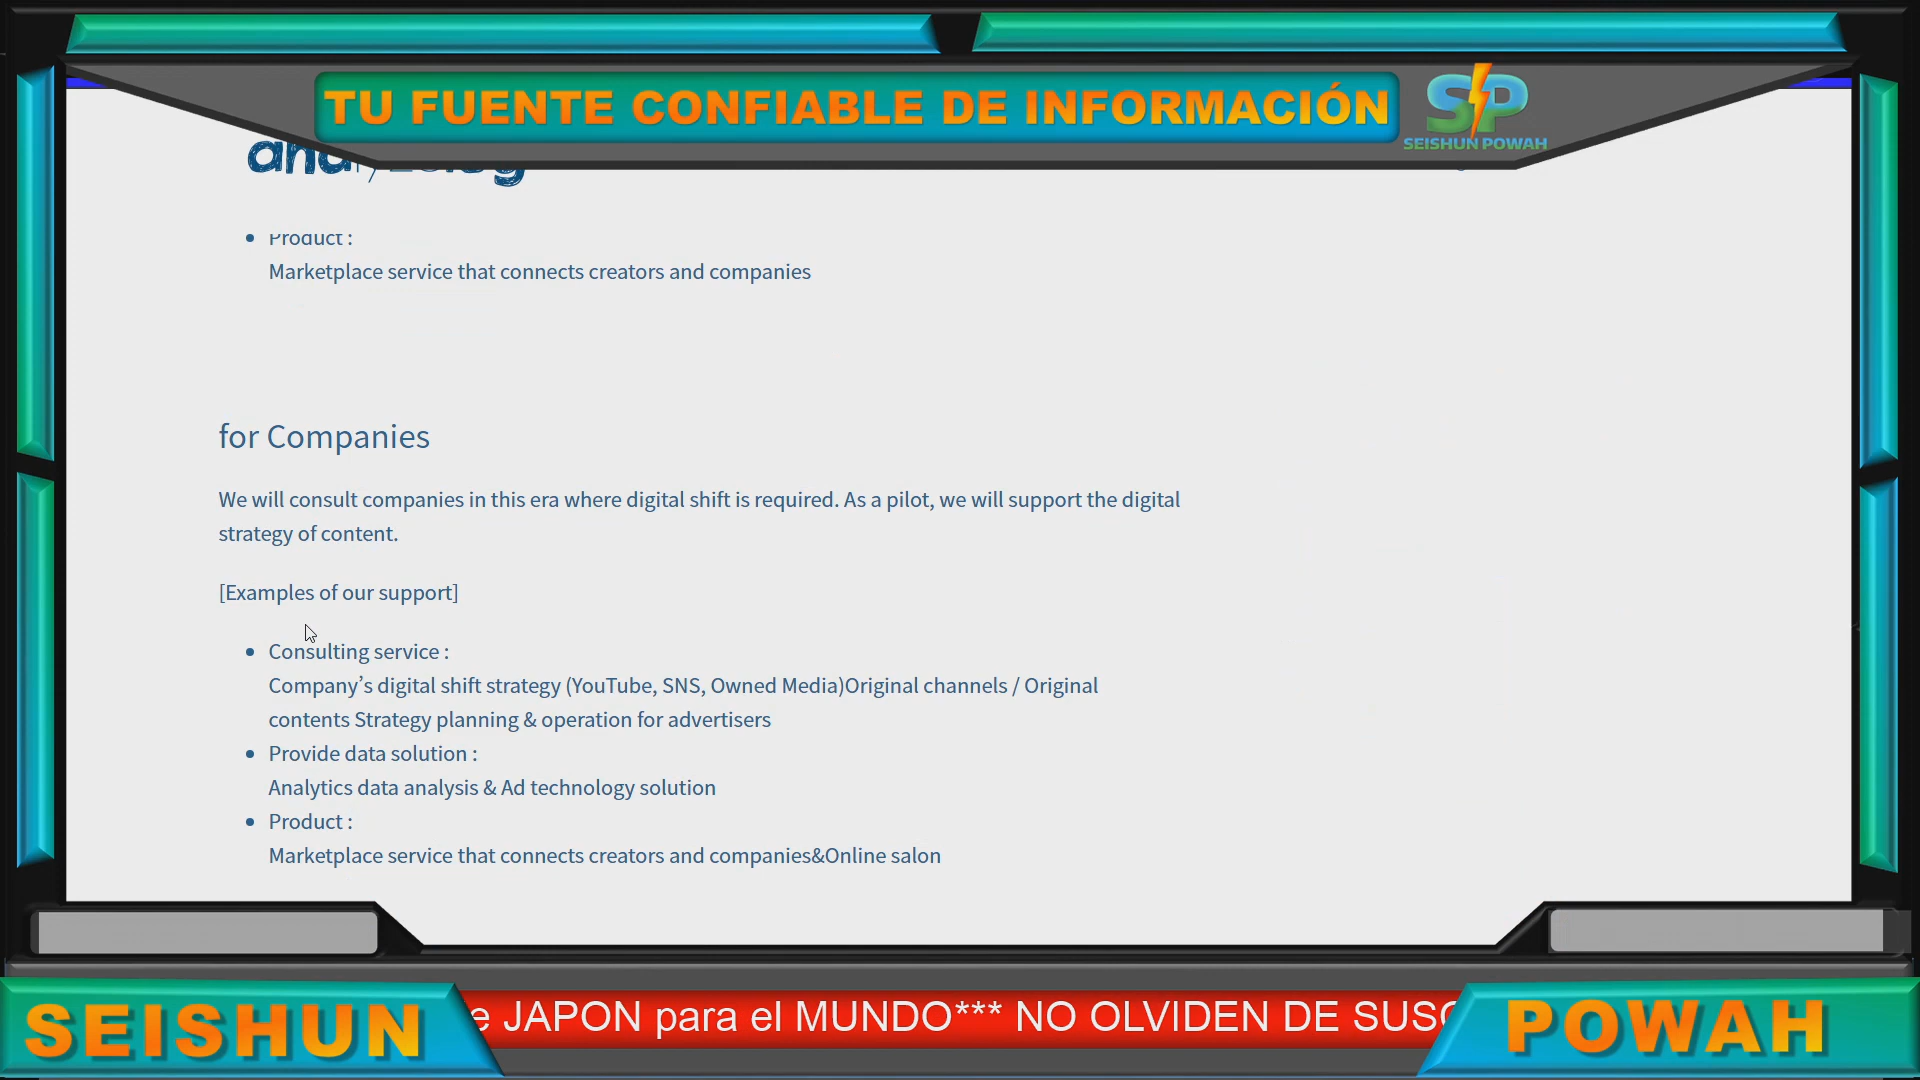 TU FUENTE CONFIABLE DE INFORMACIÓN
SP
SEISHUN POWAH
Product :
Marketplace service that connects creators and companies
for Companies
We will consult companies in this era where digital shift is required. As a pilot, we will support the digital
strategy of content.
[Examples of our support]
Consulting service :
Company’s digital shift strategy (YouTube, SNS, Owned Media)Original channels / Original
contents Strategy planning & operation for advertisers
Provide data solution :
Analytics data analysis & Ad technology solution
Product :
Marketplace service that connects creators and companies&Online salon
SEISHUN
e JAPON para el MUNDO*** NO OLVIDEN DE SUSC
POWAH